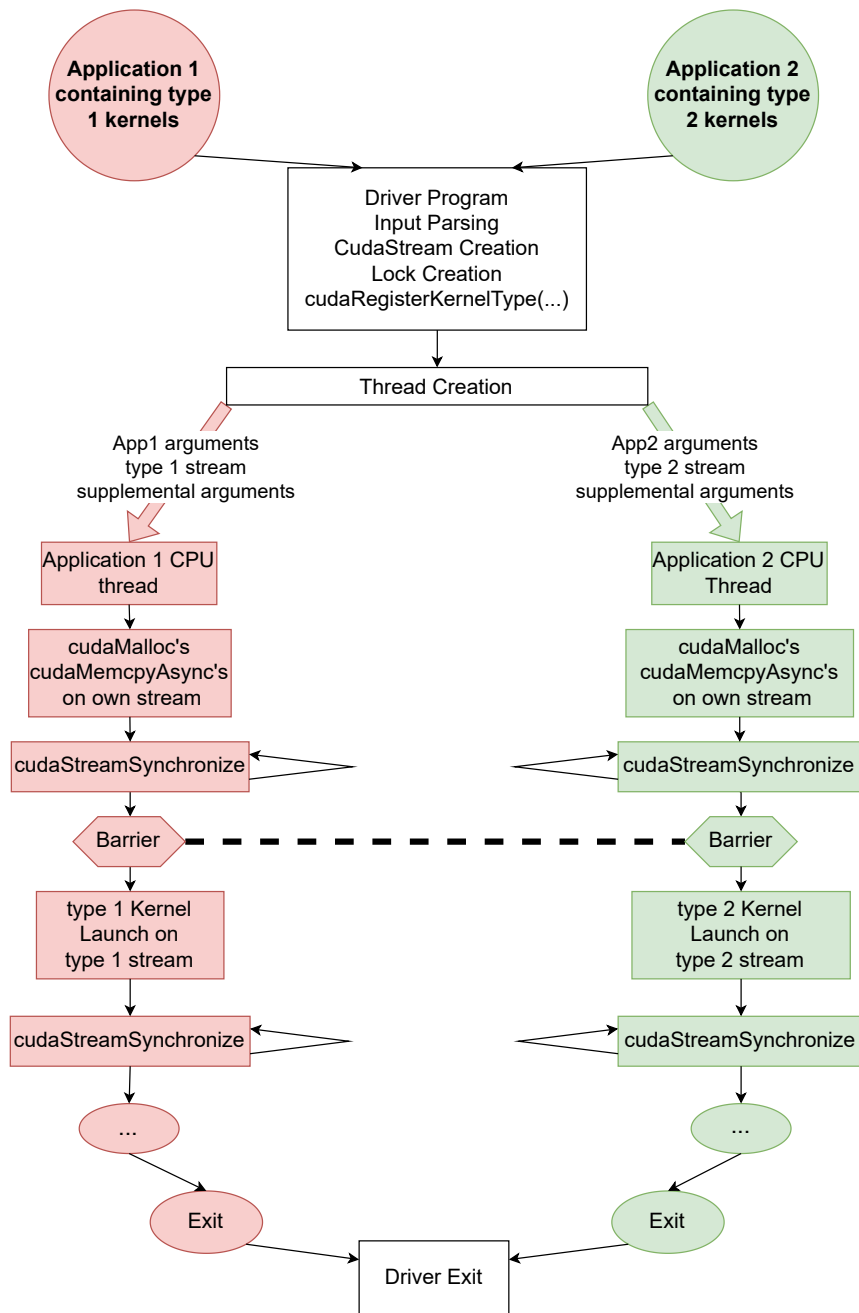 Application 1
containing type
1 kernels
Application 2
containing type
2 kernels
Driver Program
Input Parsing
CudaStream Creation
Lock Creation
cudaRegisterKernelType(...)
Thread Creation
App1 arguments
type 1 stream
supplemental arguments
App2 arguments
type 2 stream
supplemental arguments
Application 1 CPU
thread
Application 2 CPU
Thread
cudaMalloc's
cudaMemcpyAsync's
on own stream
cudaMalloc's
cudaMemcpyAsync's
on own stream
cudaStreamSynchronize
cudaStreamSynchronize
Barrier
Barrier
type 1 Kernel
Launch on
type 1 stream
type 2 Kernel
Launch on
type 2 stream
cudaStreamSynchronize
cudaStreamSynchronize
...
...
Exit
Exit
Driver Exit